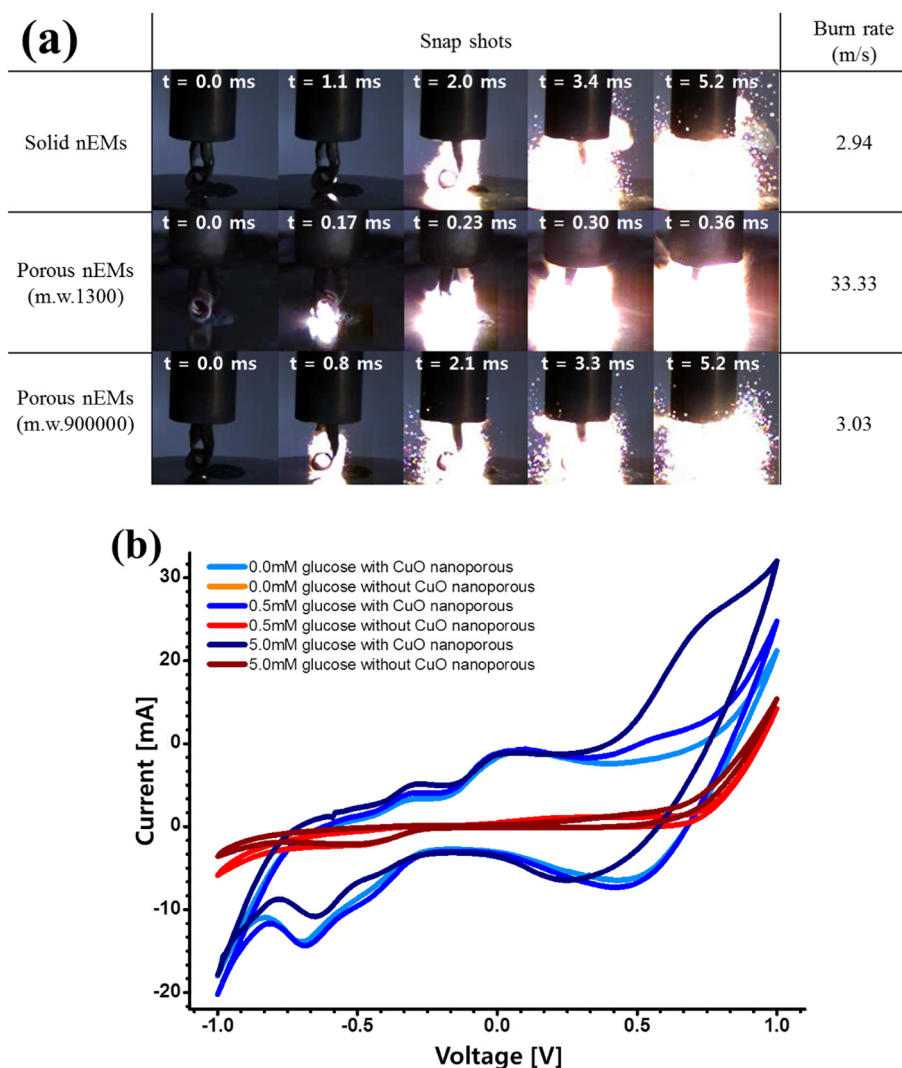 (a)
Snap shots
Burn rate
(m/s)
Solid nEMs
t = 0.0 ms
1.1 ms
2.0 ms
3.4 ms
5.2 ms
2.94
Porous nEMs
(m.w.1300)
t = 0.0 ms
t = 0.17 ms
t = 0.23 ms
t = 0.30 ms
t = 0.36 ms
33.33
Porous nEMs
(m.w.900000)
t = 0.0 ms
t = 0.8 ms
t = 2.1 ms
t = 3.3 ms
t = 5.2 ms
3.03
(b)
0.0mM glucose with CuO nanoporous
0.0mM glucose without CuO nanoporous
0.5mM glucose with CuO nanoporous
0.5mM glucose without CuO nanoporous
5.0mM glucose with CuO nanoporous
5.0mM glucose without CuO nanoporous
Current [mA]
30
20
0
0
-10
-20
-1.0
-0.5
0.0
0.5
1.0
Voltage [V]